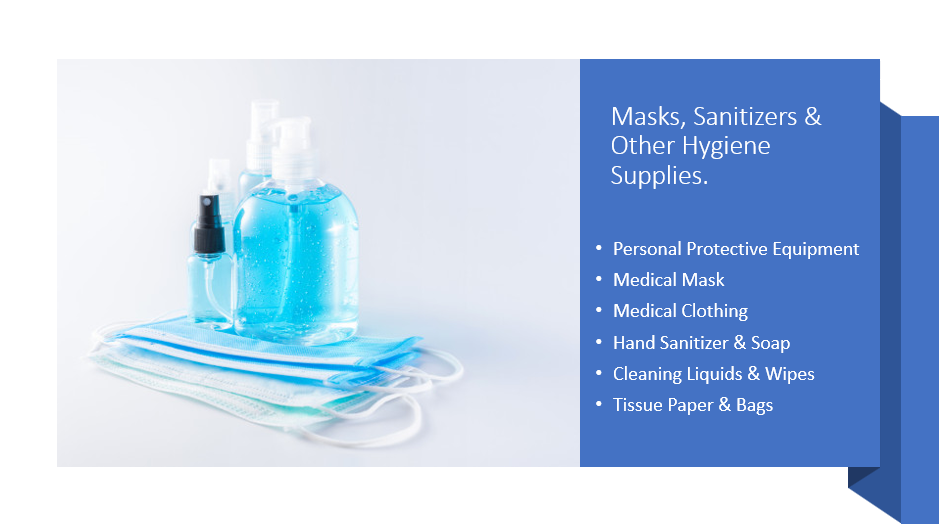 Masks, Sanitizers &
Other Hygiene
Supplies.
• Personal Protective Equipment
• Medical Mask
• Medical Clothing
• Hand Sanitizer & Soap
• Cleaning Liquids & Wipes
• Tissue Paper & Bags